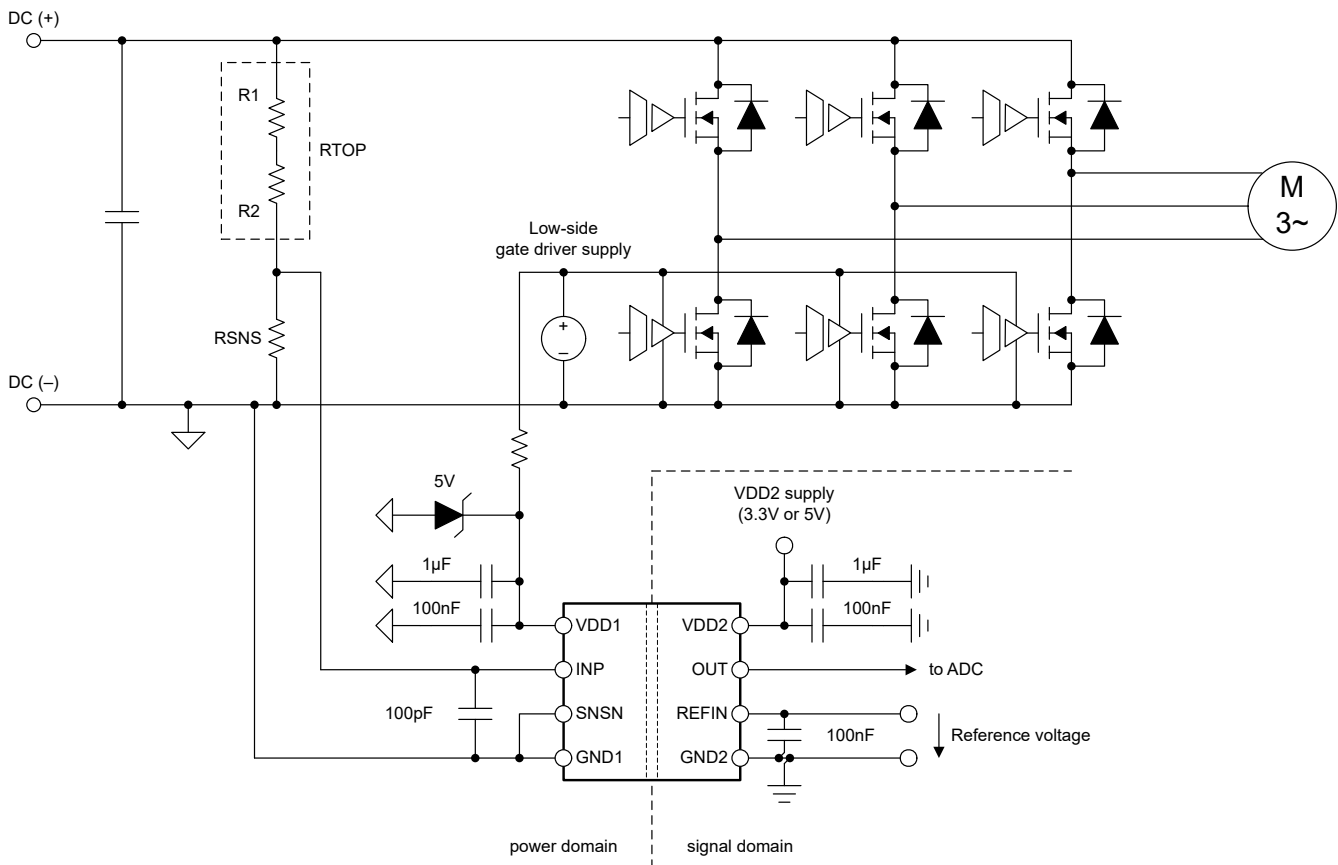 DC (+)
R1
RTOP
R2
M
3~
Low-side
gate driver supply
RSNS
+
–
DC (–)
5V
VDD2 supply
(3.3V or 5V)
1µF
1µF
100nF
100nF
VDD1
VDD2
INP
OUT
to ADC
100pF
SNSN
REFIN
100nF
Reference voltage
GND1
GND2
power domain
signal domain